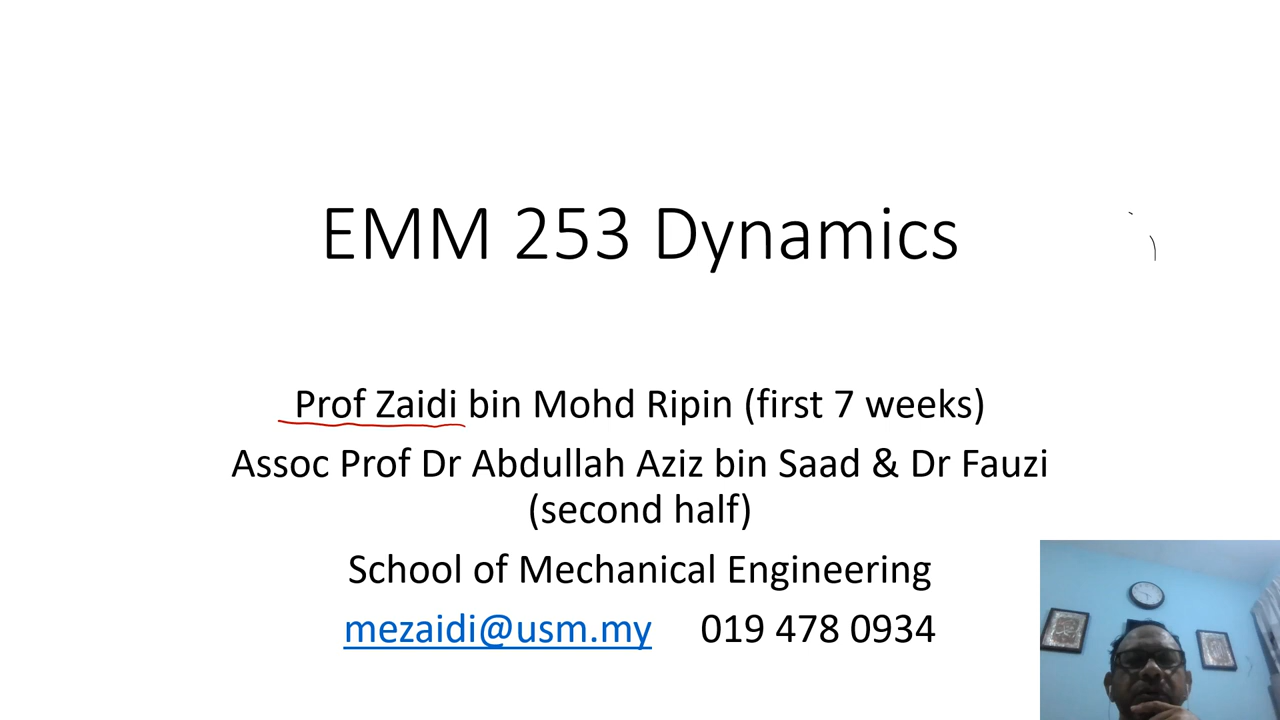 EMM 253 Dynamics
Prof Zaidi bin Mohd Ripin (first 7 weeks)
Assoc Prof Dr Abdullah Aziz bin Saad & Dr Fauzi
(second half)
School of Mechanical Engineering
mezaidi@usm.my 019 478 0934